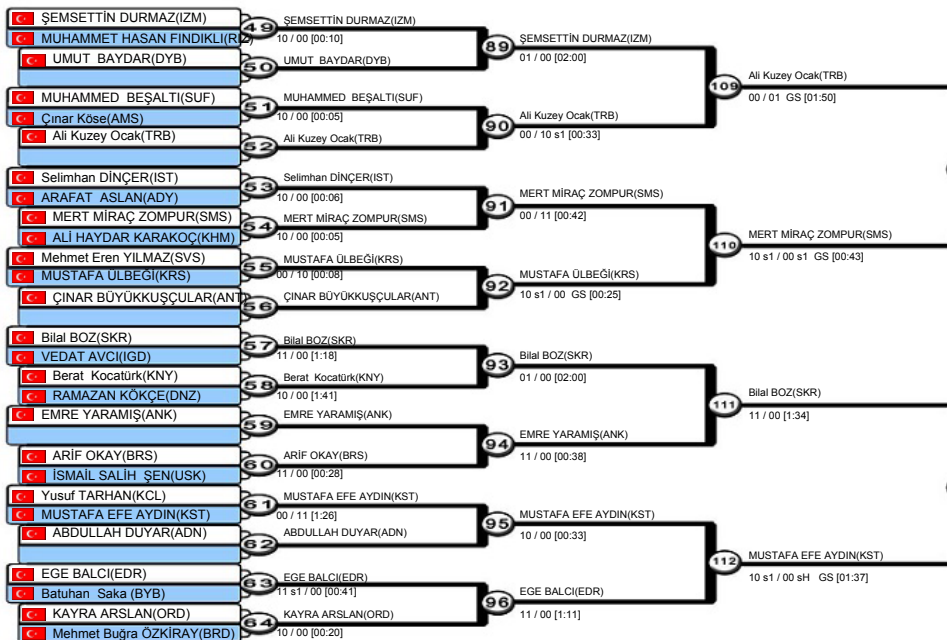 ŞEMSETTİN DURMAZ(IZM)
MUHAMMET HASAN FINDIKLI(
49
ŞEMSETTİN DURMAZ(IZM)
10 / 00 [00:10]
UMUT BAYDAR(DYB)
50
UMUT BAYDAR(DYB)
89
ŞEMSETTİN DURMAZ(IZM)
01 / 00 [02:00]
MUHAMMED BEŞALTI(SUF)
Çınar Köse(AMS)
51
MUHAMMED BEŞALTI(SUF)
10 / 00 [00:05]
Ali Kuzey Ocak(TRB)
52
Ali Kuzey Ocak(TRB)
90
Ali Kuzey Ocak(TRB)
00 / 10 s1 [00:33]
109
Ali Kuzey Ocak(TRB)
00 / 01 GS [01:50]
Selimhan DİNÇER(IST)
ARAFAT ASLAN(ADY)
53
Selimhan DİNÇER(IST)
10 / 00 [00:06]
MERT MİRAÇ ZOMPUR(SMS)
ALİ HAYDAR KARAKOÇ(KHM)
54
MERT MİRAÇ ZOMPUR(SMS)
10 / 00 [00:05]
91
MERT MİRAÇ ZOMPUR(SMS)
00 / 11 [00:42]
Mehmet Eren YILMAZ(SVS)
MUSTAFA ÜLBEĞİ(KRS)
55
MUSTAFA ÜLBEĞİ(KRS)
00 / 10 [00:08]
ÇINAR BÜYÜKKUŞÇULAR(ANT)
56
ÇINAR BÜYÜKKUŞÇULAR(ANT)
92
MUSTAFA ÜLBEĞİ(KRS)
10 s1 / 00 GS [00:25]
110
MERT MİRAÇ ZOMPUR(SMS)
10 s1 / 00 s1 GS [00:43]
Bilal BOZ(SKR)
VEDAT AVCI(IGD)
57
Bilal BOZ(SKR)
11 / 00 [1:18]
Berat Kocatürk(KNY)
RAMAZAN KÖKÇE(DNZ)
58
Berat Kocatürk(KNY)
10 / 00 [1:41]
93
Bilal BOZ(SKR)
01 / 00 [02:00]
EMRE YARAMIŞ(ANK)
59
EMRE YARAMIŞ(ANK)
ARİF OKAY(BRS)
İSMAİL SALİH ŞEN(USK)
60
ARİF OKAY(BRS)
11 / 00 [00:28]
94
EMRE YARAMIŞ(ANK)
11 / 00 [00:38]
111
Bilal BOZ(SKR)
11 / 00 [1:34]
Yusuf TARHAN(KCL)
MUSTAFA EFE AYDIN(KST)
61
MUSTAFA EFE AYDIN(KST)
00 / 11 [1:26]
ABDULLAH DUYAR(ADN)
62
ABDULLAH DUYAR(ADN)
95
MUSTAFA EFE AYDIN(KST)
10 / 00 [00:33]
EGE BALCI(EDR)
Batuhan Saka (BYB)
63
EGE BALCI(EDR)
11 s1 / 00 [00:41]
KAYRA ARSLAN(ORD)
Mehmet Buğra ÖZKİRAY(BRD)
64
KAYRA ARSLAN(ORD)
10 / 00 [00:20]
96
EGE BALCI(EDR)
11 / 00 [1:11]
112
MUSTAFA EFE AYDIN(KST)
10 s1 / 00 sH GS [01:37]